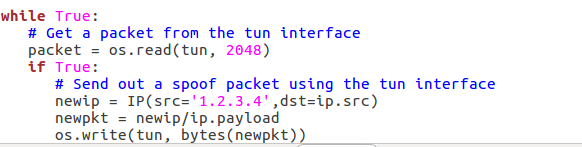 while True:
    # Get a packet from the tun interface
    packet = os.read(tun, 2048)
    if True:
        # Send out a spoof packet using the tun interface
        newip = IP(src='1.2.3.4',dst=ip.src)
        newpkt = newip/ip.payload
        os.write(tun, bytes(newpkt))